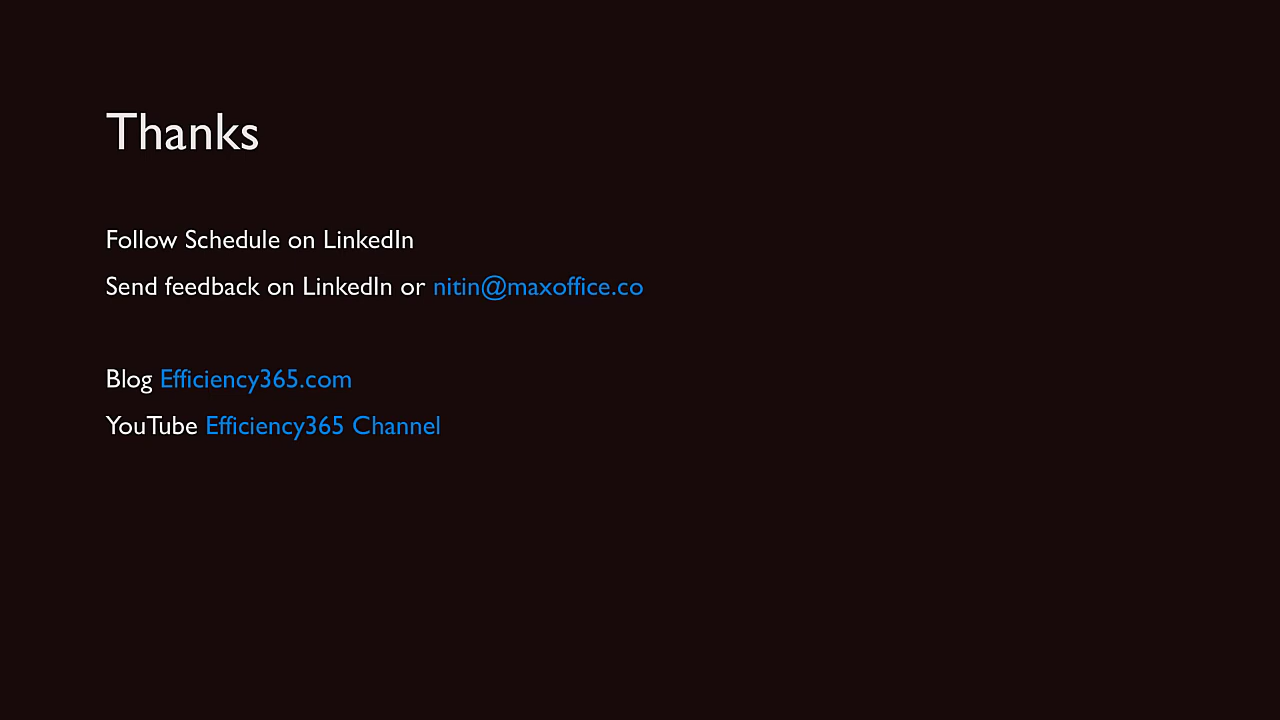 Thanks
Follow Schedule on LinkedIn
Send feedback on LinkedIn or nitin@maxoffice.co
Blog Efficiency365.com
YouTube Efficiency365 Channel